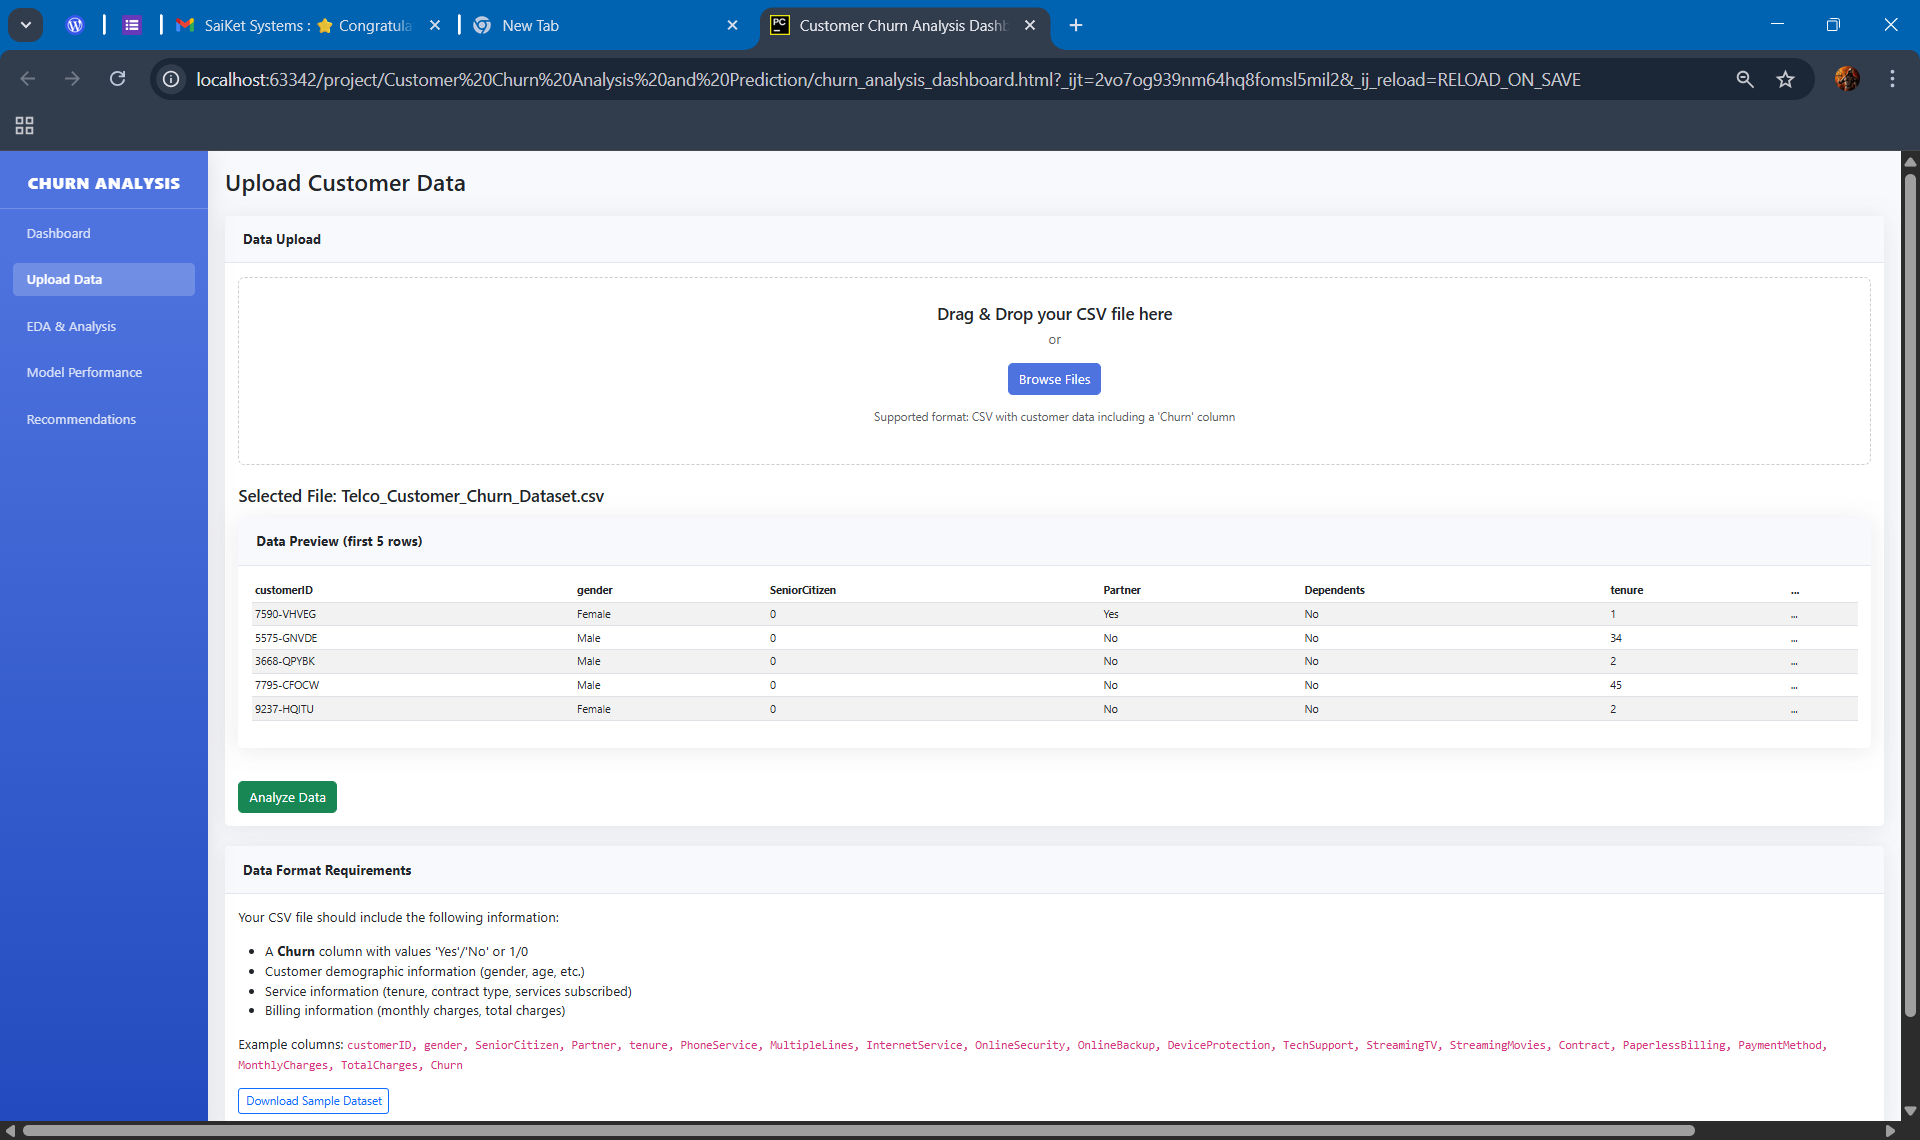 SaiKet Systems : ⭐ Congratula
New Tab
PC
Customer Churn Analysis Dashb
localhost:63342/project/Customer%20Churn%20Analysis%20and%20Prediction/churn_analysis_dashboard.html?_ijt=2vo7og939nm64hq8fomsl5mil2&_ij_reload=RELOAD_ON_SAVE
CHURN ANALYSIS
Dashboard
Upload Data
EDA & Analysis
Model Performance
Recommendations
Upload Customer Data
Data Upload
Drag & Drop your CSV file here
or
Browse Files
Supported format: CSV with customer data including a 'Churn' column
Selected File: Telco_Customer_Churn_Dataset.csv
Data Preview (first 5 rows)
customerID gender SeniorCitizen Partner Dependents tenure ...
7590-VHVEG Female 0 Yes No 1 ...
5575-GNVDE Male 0 No No 34 ...
3668-QPYBK Male 0 No No 2 ...
7795-CFOCW Male 0 No No 45 ...
9237-HQITU Female 0 No No 2 ...
Analyze Data
Data Format Requirements
Your CSV file should include the following information:
• A Churn column with values 'Yes'/'No' or 1/0
• Customer demographic information (gender, age, etc.)
• Service information (tenure, contract type, services subscribed)
• Billing information (monthly charges, total charges)
Example columns: customerID, gender, SeniorCitizen, Partner, tenure, PhoneService, MultipleLines, InternetService, OnlineSecurity, OnlineBackup, DeviceProtection, TechSupport, StreamingTV, StreamingMovies, Contract, PaperlessBilling, PaymentMethod,
MonthlyCharges, TotalCharges, Churn
Download Sample Dataset